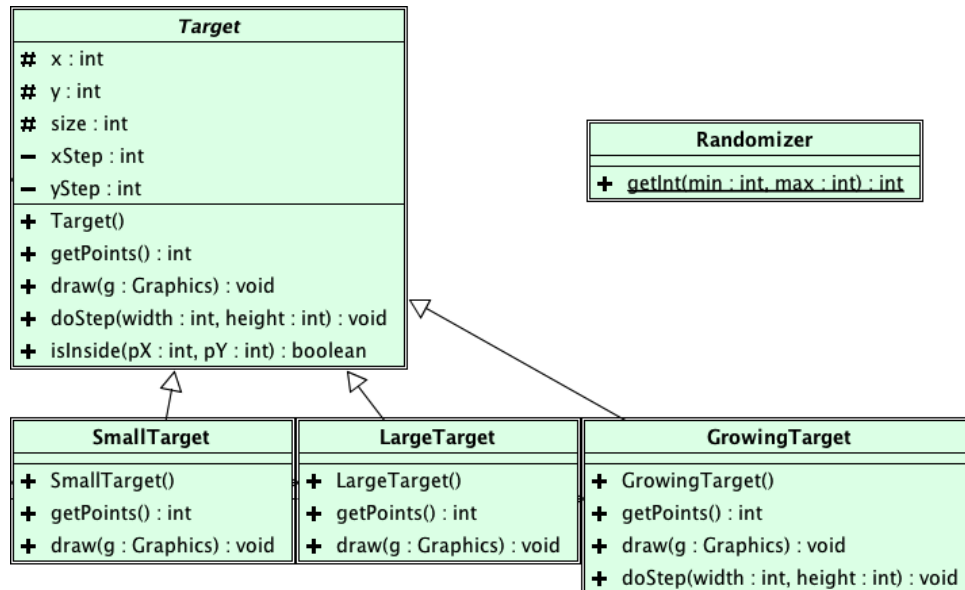 Target
# x : int
# y : int
# size : int
− xStep : int
− yStep : int
+ Target()
+ getPoints() : int
+ draw(g : Graphics) : void
+ doStep(width : int, height : int) : void
+ isInside(pX : int, pY : int) : boolean
Randomizer
+ getInt(min : int, max : int) : int
SmallTarget
+ SmallTarget()
+ getPoints() : int
+ draw(g : Graphics) : void
LargeTarget
+ LargeTarget()
+ getPoints() : int
+ draw(g : Graphics) : void
GrowingTarget
+ GrowingTarget()
+ getPoints() : int
+ draw(g : Graphics) : void
+ doStep(width : int, height : int) : void